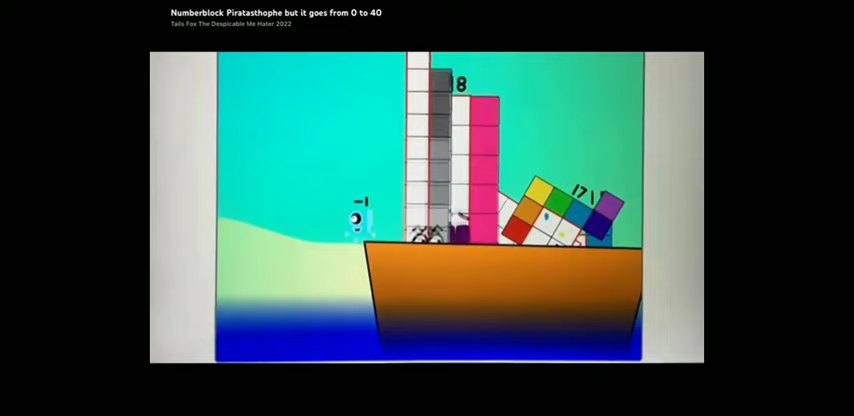 Numberblock Piratasthophe but it goes from 0 to 40
Tails Fox The Despicable Me Hater 2022
18
-1
17